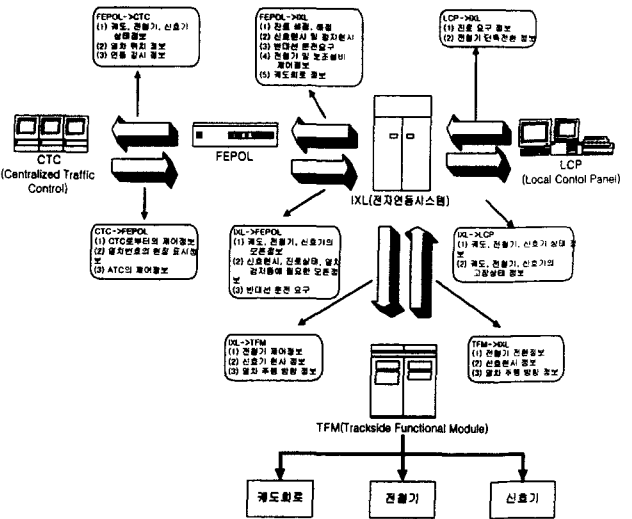 FEPOL->CTC
(1) 궤도, 전철기, 신호기
상태정보
(2) 열차 위치 정보
(3) 연동 감시 정보
FEPOL->IXL
(1) 진로 설정, 해정
(2) 신호현시 및 정지현시
(3) 반대선 운전요구
(4) 전철기 및 보조설비
제어정보
(5) 궤도회로 정보
LCP->IXL
(1) 진로 요구 정보
(2) 전철기 단독전환 정보
CTC
(Centralized Traffic
Control)
FEPOL
IXL(전자연동시스템)
LCP
(Local Contol Panel)
CTC->FEPOL
(1) CTC로부터의 제어정보
(2) 열차번호의 현장 표시정
보
(3) ATC의 제어정보
IXL->FEPOL
(1) 궤도, 전철기, 신호기의
모든정보
(2) 신호현시, 진로상태, 열차
감지등에 필요한 모든정
보
(3) 반대선 운전 요구
IXL->LCP
(1) 궤도, 전철기, 신호기 상태 정
보
(2) 궤도, 전철기, 신호기의
고장상태 정보
IXL->TFM
(1) 전철기 제어정보
(2) 신호기 현시 정보
(3) 열차 주행 방향 정보
TFM->IXL
(1) 전철기 전환정보
(2) 신호현시 정보
(3) 열차 주행 방향 정보
TFM(Trackside Functional Module)
궤도회로
전철기
신호기